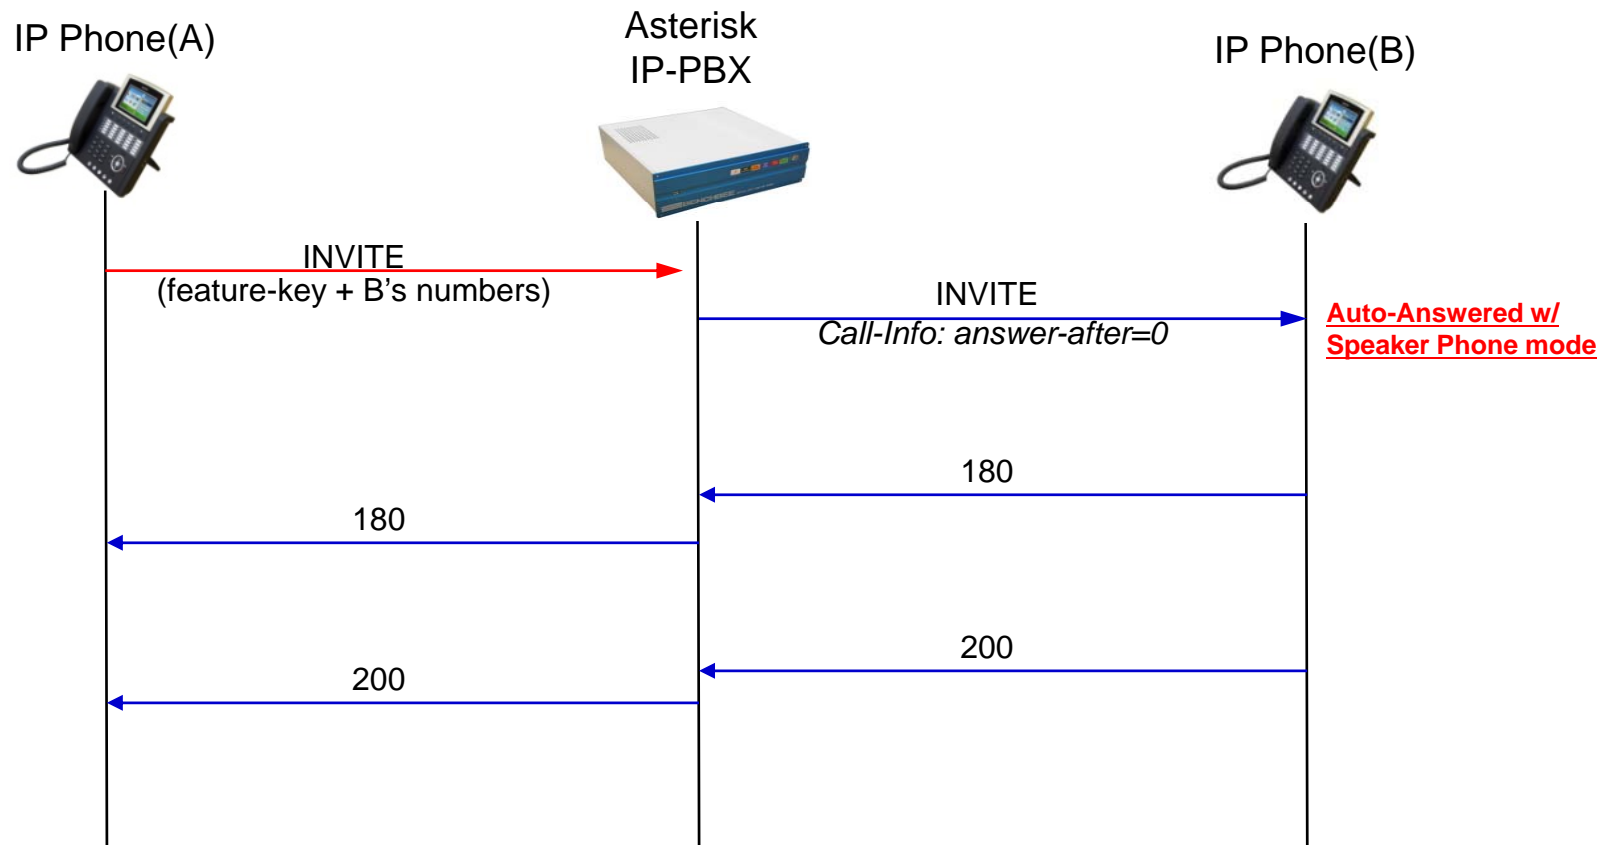 IP Phone(A)
Asterisk
IP-PBX
IP Phone(B)
INVITE
(feature-key + B’s numbers)
INVITE
Call-Info: answer-after=0
Auto-Answered w/
Speaker Phone mode
180
180
200
200